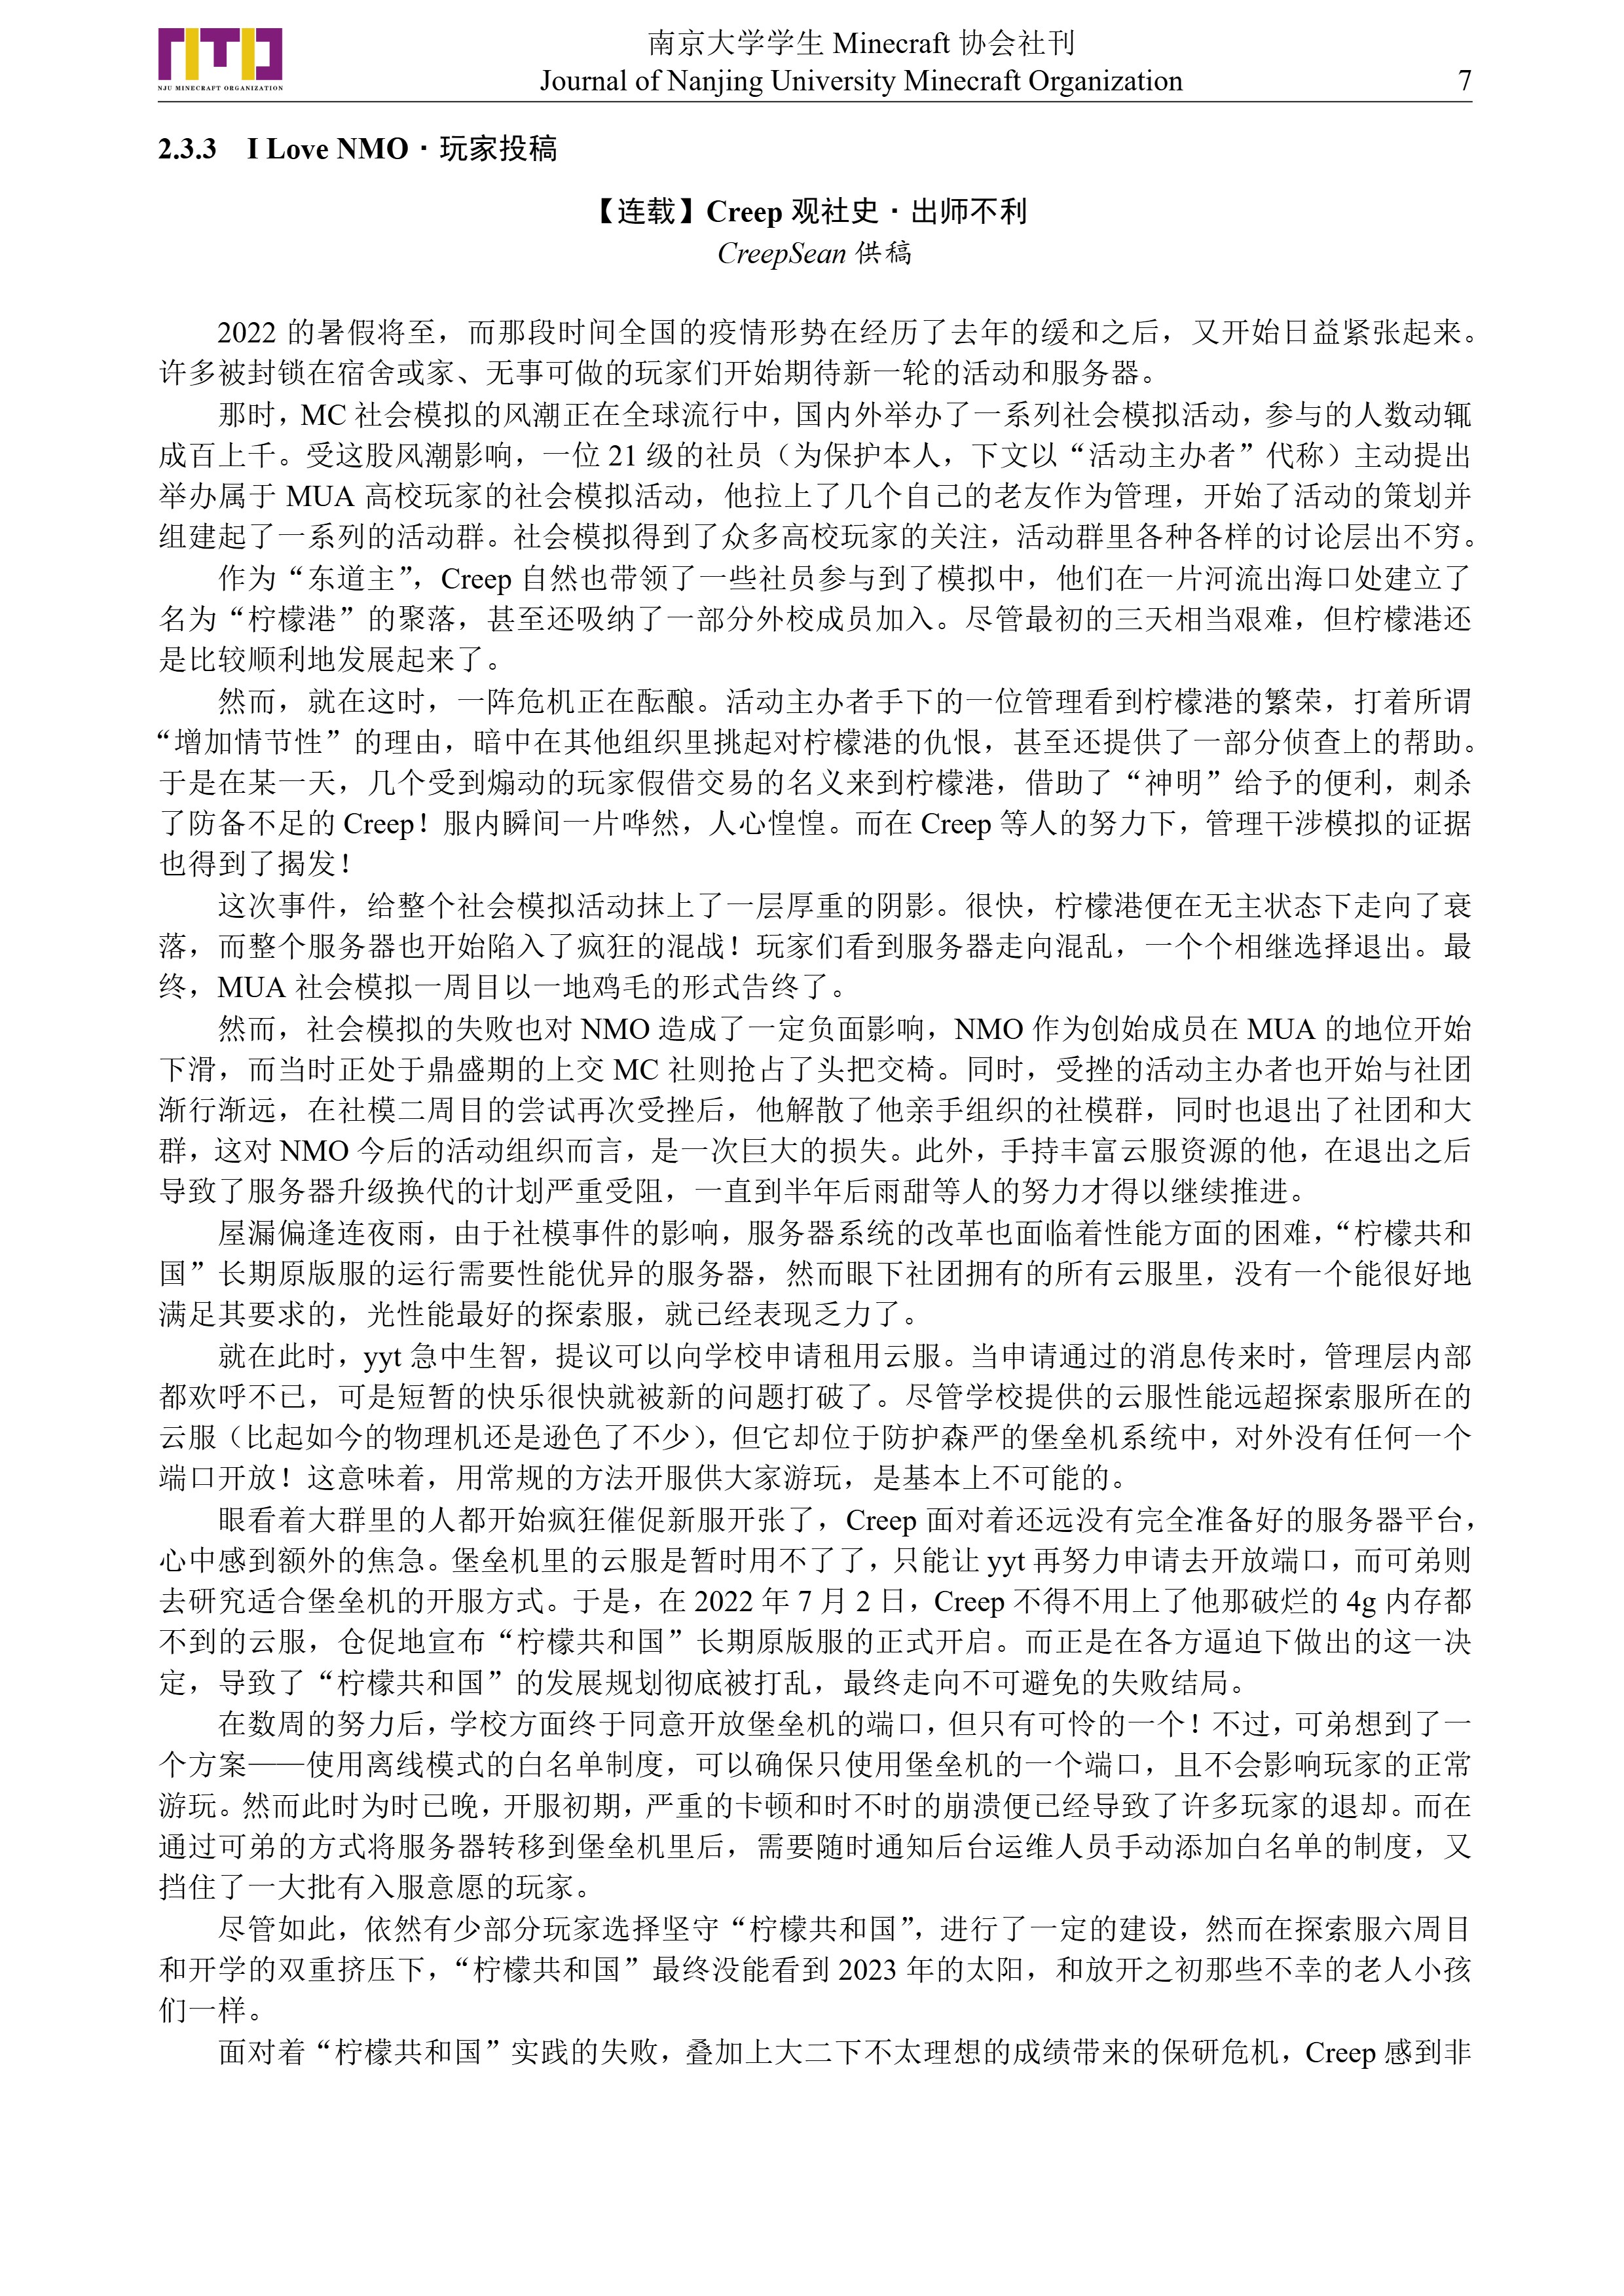 NJU MINECRAFT ORGANIZATION
南京大学学生 Minecraft 协会社刊
Journal of Nanjing University Minecraft Organization
7
2.3.3 I Love NMO · 玩家投稿
【连载】Creep 观社史 · 出师不利
CreepSean 供稿
2022 的暑假将至，而那段时间全国的疫情形势在经历了去年的缓和之后，又开始日益紧张起来。
许多被封锁在宿舍或家、无事可做的玩家们开始期待新一轮的活动和服务器。
那时，MC 社会模拟的风潮正在全球流行中，国内外举办了一系列社会模拟活动，参与的人数动辄
成百上千。受这股风潮影响，一位 21 级的社员（为保护本人，下文以“活动主办者”代称）主动提出
举办属于 MUA 高校玩家的社会模拟活动，他拉上了几个自己的老友作为管理，开始了活动的策划并
组建起了一系列的活动群。社会模拟得到了众多高校玩家的关注，活动群里各种各样的讨论层出不穷。
作为“东道主”，Creep 自然也带领了一些社员参与到了模拟中，他们在一片河流出海口处建立了
名为“柠檬港”的聚落，甚至还吸纳了一部分外校成员加入。尽管最初的三天相当艰难，但柠檬港还
是比较顺利地发展起来了。
然而，就在这时，一阵危机正在酝酿。活动主办者手下的一位管理看到柠檬港的繁荣，打着所谓
“增加情节性”的理由，暗中在其他组织里挑起对柠檬港的仇恨，甚至还提供了一部分侦查上的帮助。
于是在某一天，几个受到煽动的玩家假借交易的名义来到柠檬港，借助了“神明”给予的便利，刺杀
了防备不足的 Creep！服内瞬间一片哗然，人心惶惶。而在 Creep 等人的努力下，管理干涉模拟的证据
也得到了揭发！
这次事件，给整个社会模拟活动抹上了一层厚重的阴影。很快，柠檬港便在无主状态下走向了衰
落，而整个服务器也开始陷入了疯狂的混战！玩家们看到服务器走向混乱，一个个相继选择退出。最
终，MUA 社会模拟一周目以一地鸡毛的形式告终了。
然而，社会模拟的失败也对 NMO 造成了一定负面影响，NMO 作为创始成员在 MUA 的地位开始
下滑，而当时正处于鼎盛期的上交 MC 社则抢占了头把交椅。同时，受挫的活动主办者也开始与社团
渐行渐远，在社模二周目的尝试再次受挫后，他解散了他亲手组织的社模群，同时也退出了社团和大
群，这对 NMO 今后的活动组织而言，是一次巨大的损失。此外，手持丰富云服资源的他，在退出之后
导致了服务器升级换代的计划严重受阻，一直到半年后雨甜等人的努力才得以继续推进。
屋漏偏逢连夜雨，由于社模事件的影响，服务器系统的改革也面临着性能方面的困难，“柠檬共和
国”长期原版服的运行需要性能优异的服务器，然而眼下社团拥有的所有云服里，没有一个能很好地
满足其要求的，光性能最好的探索服，就已经表现乏力了。
就在此时，yyt 急中生智，提议可以向学校申请租用云服。当申请通过的消息传来时，管理层内部
都欢呼不已，可是短暂的快乐很快就被新的问题打破了。尽管学校提供的云服性能远超探索服所在的
云服（比起如今的物理机还是逊色了不少），但它却位于防护森严的堡垒机系统中，对外没有任何一个
端口开放！这意味着，用常规的方法开服供大家游玩，是基本上不可能的。
眼看着大群里的人都开始疯狂催促新服开张了，Creep 面对着还远没有完全准备好的服务器平台，
心中感到额外的焦急。堡垒机里的云服是暂时用不了了，只能让 yyt 再努力申请去开放端口，而可弟则
去研究适合堡垒机的开服方式。于是，在 2022 年 7 月 2 日，Creep 不得不用上了他那破烂的 4g 内存都
不到的云服，仓促地宣布“柠檬共和国”长期原版服的正式开启。而正是在各方逼迫下做出的这一决
定，导致了“柠檬共和国”的发展规划彻底被打乱，最终走向不可避免的失败结局。
在数周的努力后，学校方面终于同意开放堡垒机的端口，但只有可怜的一个！不过，可弟想到了一
个方案——使用离线模式的白名单制度，可以确保只使用堡垒机的一个端口，且不会影响玩家的正常
游玩。然而此时为时已晚，开服初期，严重的卡顿和时不时的崩溃便已经导致了许多玩家的退却。而在
通过可弟的方式将服务器转移到堡垒机里后，需要随时通知后台运维人员手动添加白名单的制度，又
挡住了一大批有入服意愿的玩家。
尽管如此，依然有少部分玩家选择坚守“柠檬共和国”，进行了一定的建设，然而在探索服六周目
和开学的双重挤压下，“柠檬共和国”最终没能看到 2023 年的太阳，和放开之初那些不幸的老人小孩
们一样。
面对着“柠檬共和国”实践的失败，叠加上大二下不太理想的成绩带来的保研危机，Creep 感到非